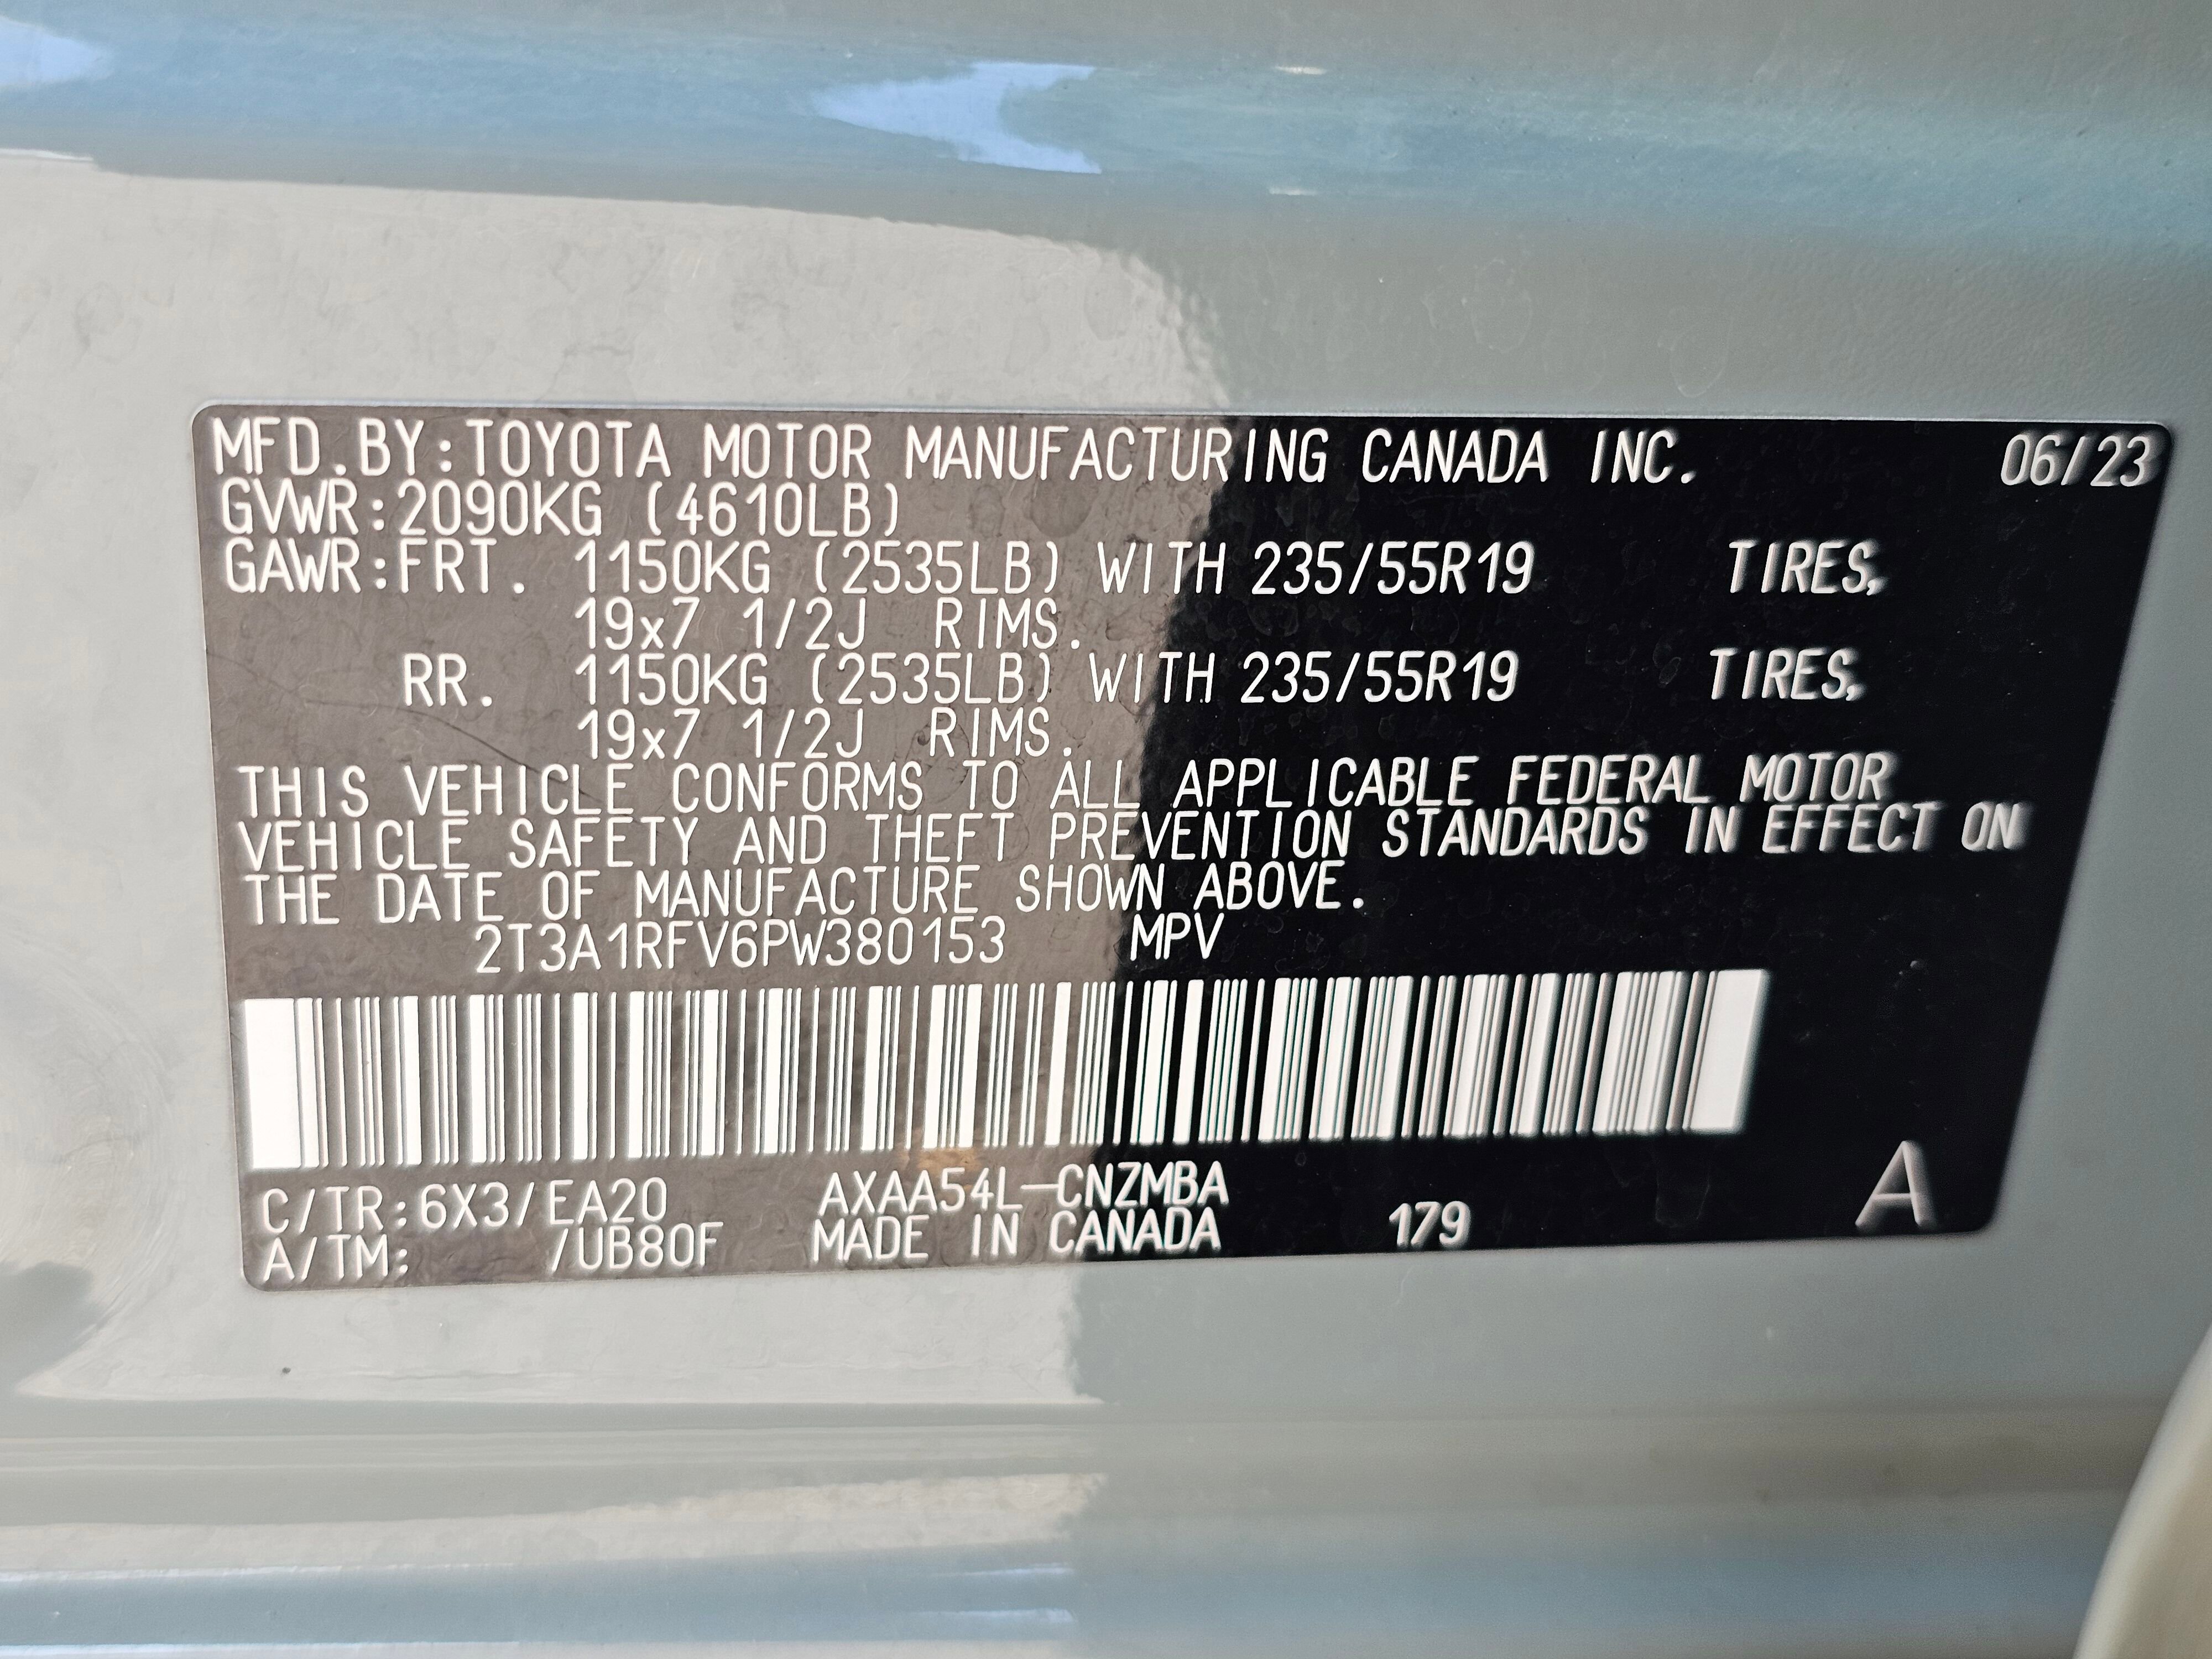 MFD.BY:TOYOTA MOTOR MANUFACTURING CANADA INC. 06/23
GVWR:2090KG (4610LB)
GAWR:FRT. 1150KG (2535LB) WITH 235/55R19 TIRES,
19x7 1/2J RIMS.
RR. 1150KG (2535LB) WITH 235/55R19 TIRES,
19x7 1/2J RIMS.
THIS VEHICLE CONFORMS TO ALL APPLICABLE FEDERAL MOTOR
VEHICLE SAFETY AND THEFT PREVENTION STANDARDS IN EFFECT ON
THE DATE OF MANUFACTURE SHOWN ABOVE.
2T3A1RFV6PW380153 MPV
C/TR:6X3/EA20 AXAA54L-CNZMBA A
A/TM: /UB80F MADE IN CANADA 179